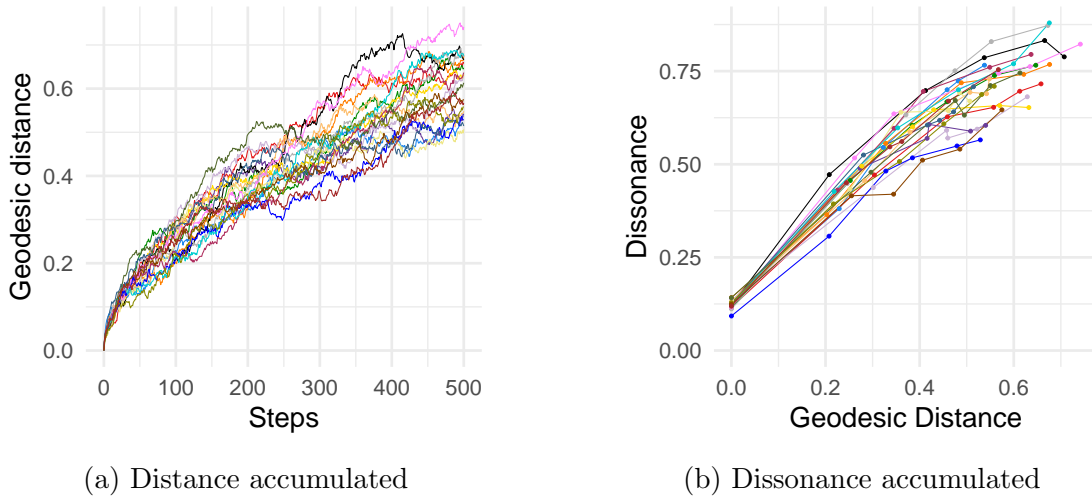 Geodesic distance
0.6
0.4
0.2
0.0
0 100 200 300 400 500
Steps
(a) Distance accumulated
Dissonance
0.75
0.50
0.25
0.00
0.0 0.2 0.4 0.6
Geodesic Distance
(b) Dissonance accumulated